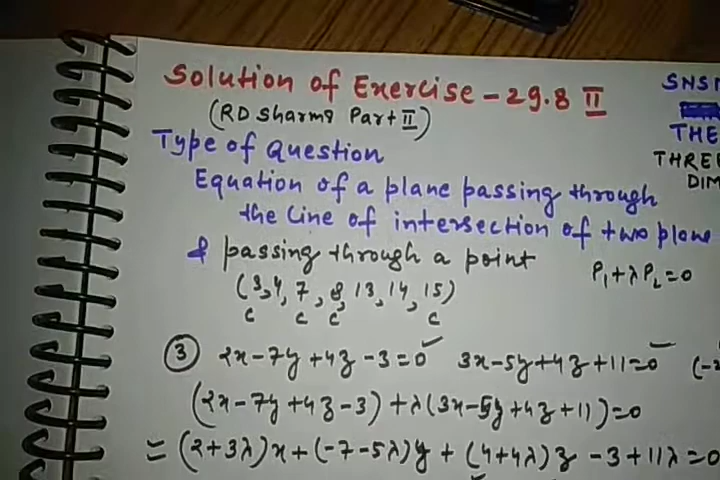 Solution of Exercise - 29.8 II
(RD Sharma Part II)
SNS
THE
THREE
DIM
Type of Question
Equation of a plane passing through
the line of intersection of two plane
& passing through a point
P₁+λP₂=0
(3,4, 7, 8, 13, 14, 15)
C C C C
③ 2x-7y+4z-3=0 3x-5y+4z+11=0 (-2
(2x-7y+4z-3)+λ(3x-5y+4z+11)=0
=(2+3λ)x+(-7-5λ)y+(4+4λ)z-3+11λ=0